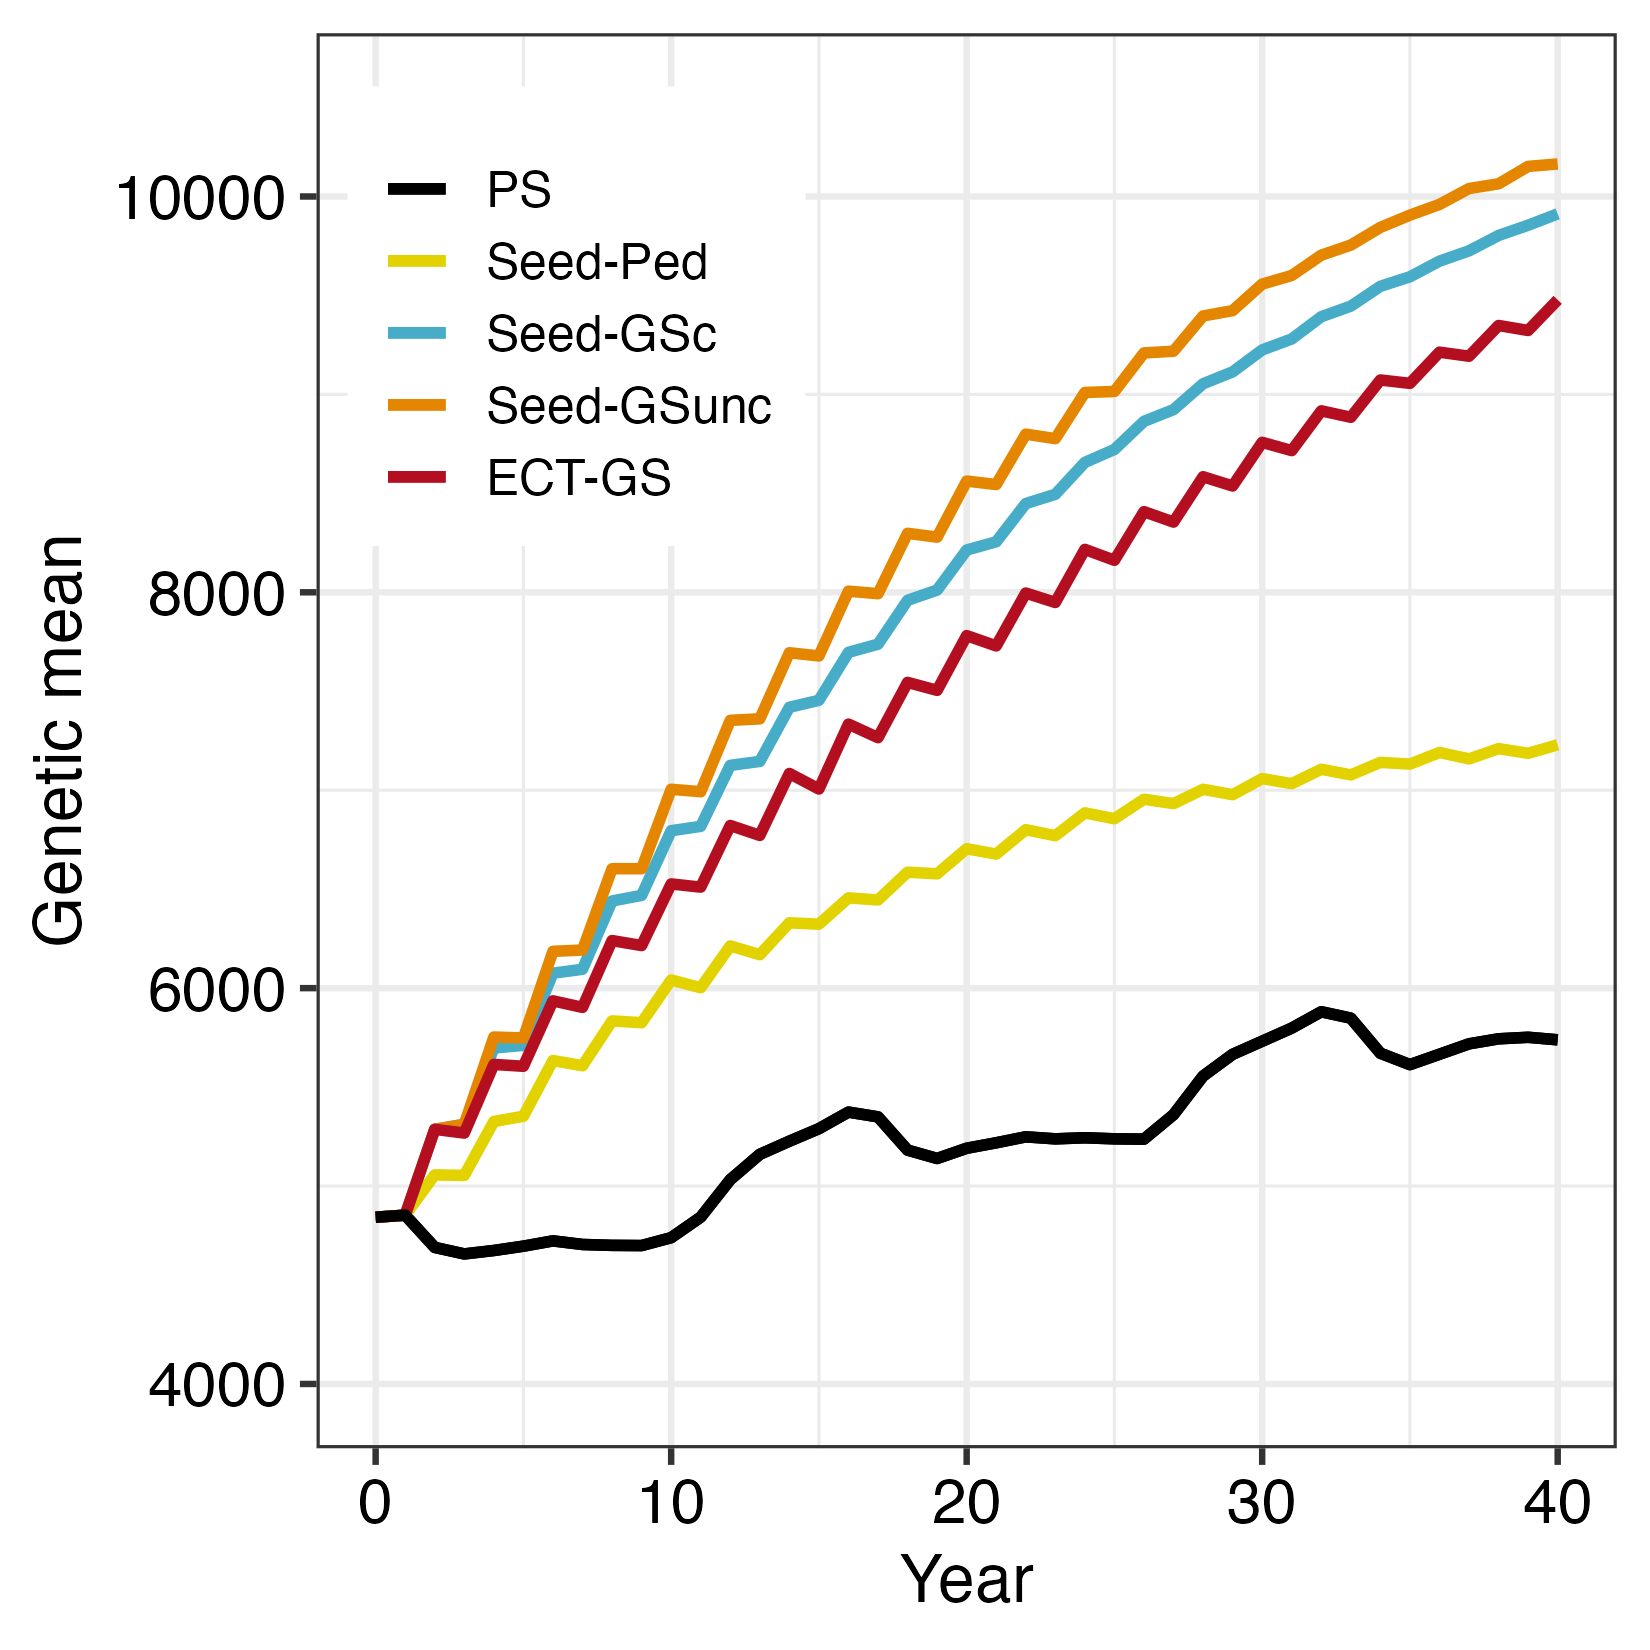 PS
Seed-Ped
Seed-GSc
Seed-GSunc
ECT-GS
Genetic mean
10000
8000
6000
4000
0 10 20 30 40
Year